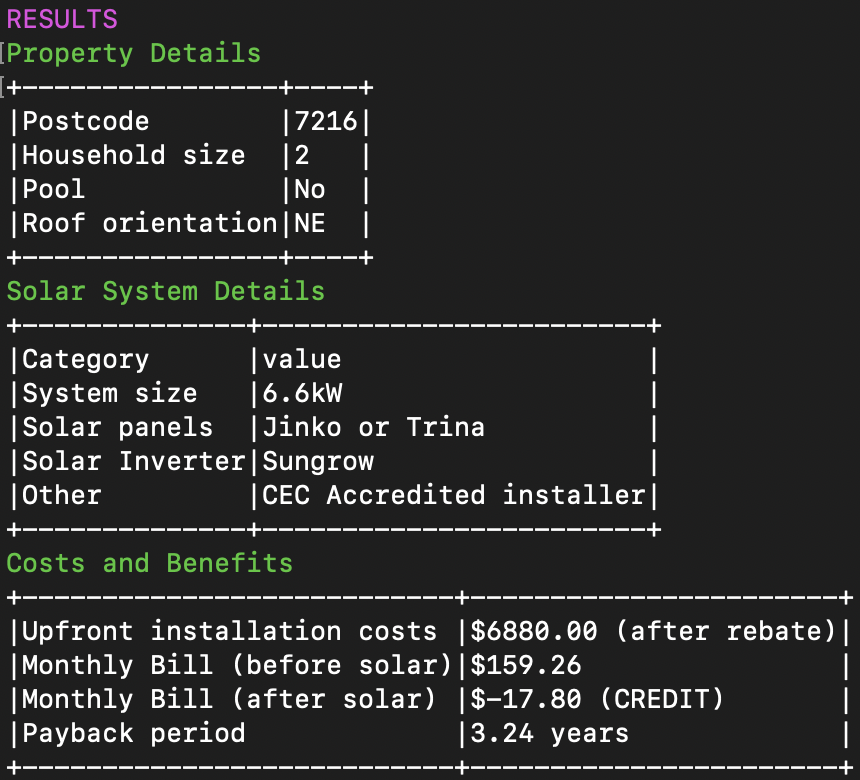 RESULTS
Property Details
+----------------+----+
|Postcode        |7216|
|Household size  |2   |
|Pool            |No  |
|Roof orientation|NE  |
+----------------+----+
Solar System Details
+--------------+------------------------+
|Category      |value                   |
|System size   |6.6kW                   |
|Solar panels  |Jinko or Trina          |
|Solar Inverter|Sungrow                 |
|Other         |CEC Accredited installer|
+--------------+------------------------+
Costs and Benefits
+---------------------------+-----------------------+
|Upfront installation costs |$6880.00 (after rebate)|
|Monthly Bill (before solar)|$159.26                |
|Monthly Bill (after solar) |$-17.80 (CREDIT)       |
|Payback period             |3.24 years             |
+---------------------------+-----------------------+